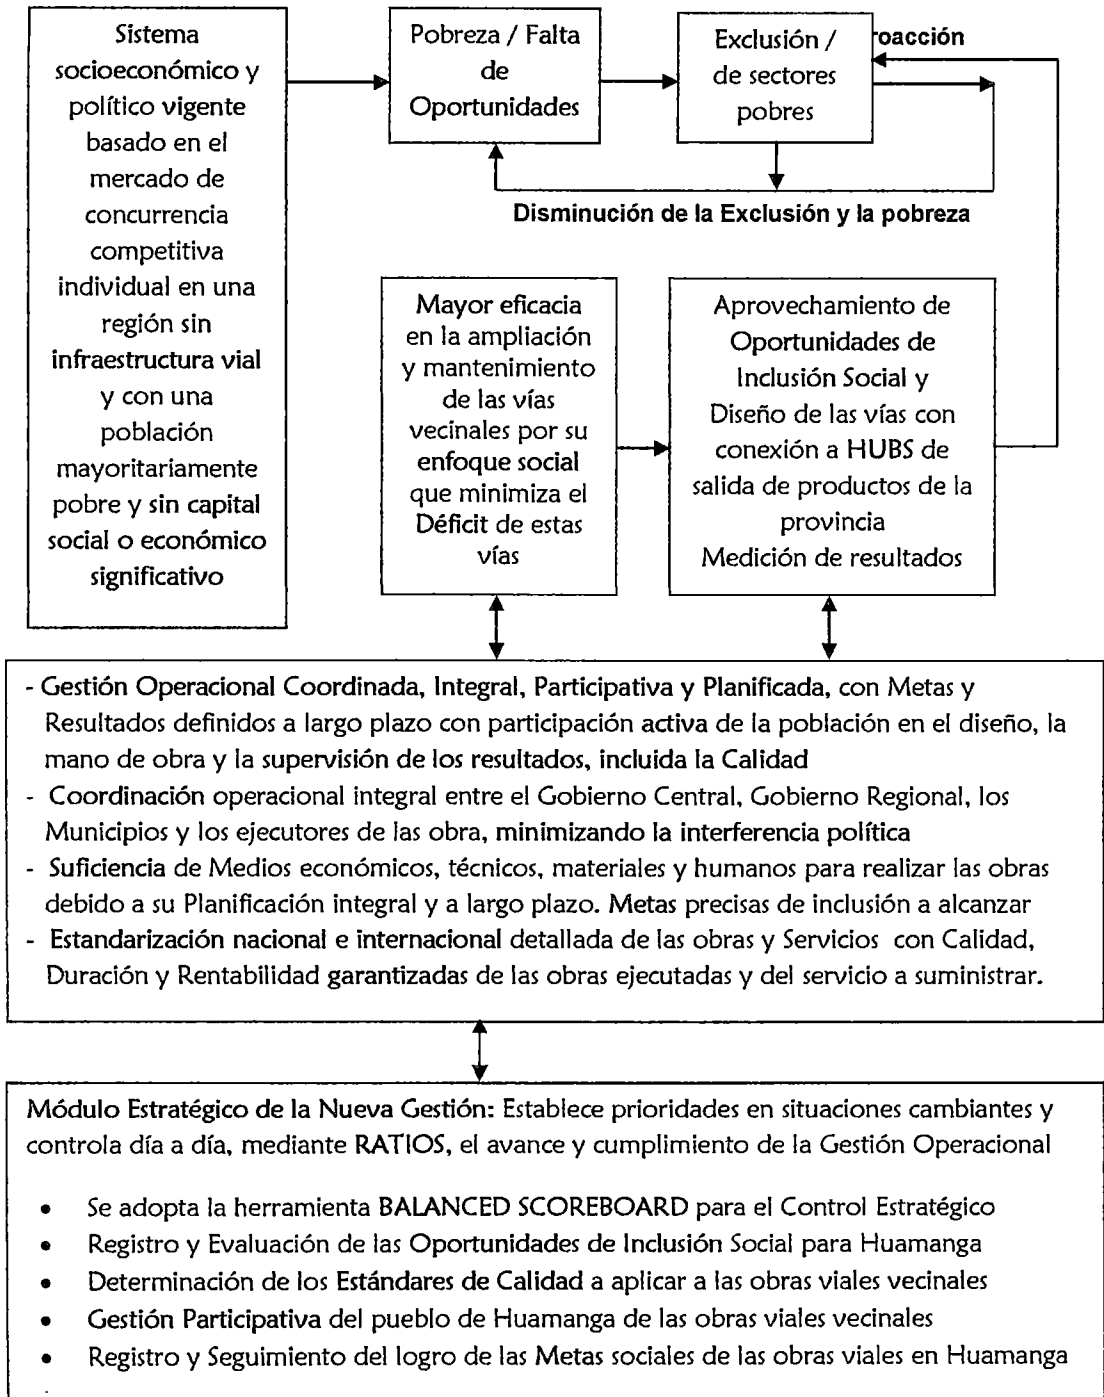 Sistema
socioeconómico y
político vigente
basado en el
mercado de
concurrencia
competitiva
individual en una
región sin
infraestructura vial
y con una
población
mayoritariamente
pobre y sin capital
social o económico
significativo
Pobreza / Falta
de
Oportunidades
Exclusión /
de sectores
pobres
roacción
Disminución de la Exclusión y la pobreza
Mayor eficacia
en la ampliación
y mantenimiento
de las vías
vecinales por su
enfoque social
que minimiza el
Déficit de estas
vías
Aprovechamiento de
Oportunidades de
Inclusión Social y
Diseño de las vías con
conexión a HUBS de
salida de productos de la
provincia
Medición de resultados
- Gestión Operacional Coordinada, Integral, Participativa y Planificada, con Metas y
Resultados definidos a largo plazo con participación activa de la población en el diseño, la
mano de obra y la supervisión de los resultados, incluida la Calidad
- Coordinación operacional integral entre el Gobierno Central, Gobierno Regional, los
Municipios y los ejecutores de las obra, minimizando la interferencia política
- Suficiencia de Medios económicos, técnicos, materiales y humanos para realizar las obras
debido a su Planificación integral y a largo plazo. Metas precisas de inclusión a alcanzar
- Estandarización nacional e internacional detallada de las obras y Servicios con Calidad,
Duración y Rentabilidad garantizadas de las obras ejecutadas y del servicio a suministrar.
Módulo Estratégico de la Nueva Gestión: Establece prioridades en situaciones cambiantes y
controla día a día, mediante RATIOS, el avance y cumplimiento de la Gestión Operacional
• Se adopta la herramienta BALANCED SCOREBOARD para el Control Estratégico
• Registro y Evaluación de las Oportunidades de Inclusión Social para Huamanga
• Determinación de los Estándares de Calidad a aplicar a las obras viales vecinales
• Gestión Participativa del pueblo de Huamanga de las obras viales vecinales
• Registro y Seguimiento del logro de las Metas sociales de las obras viales en Huamanga